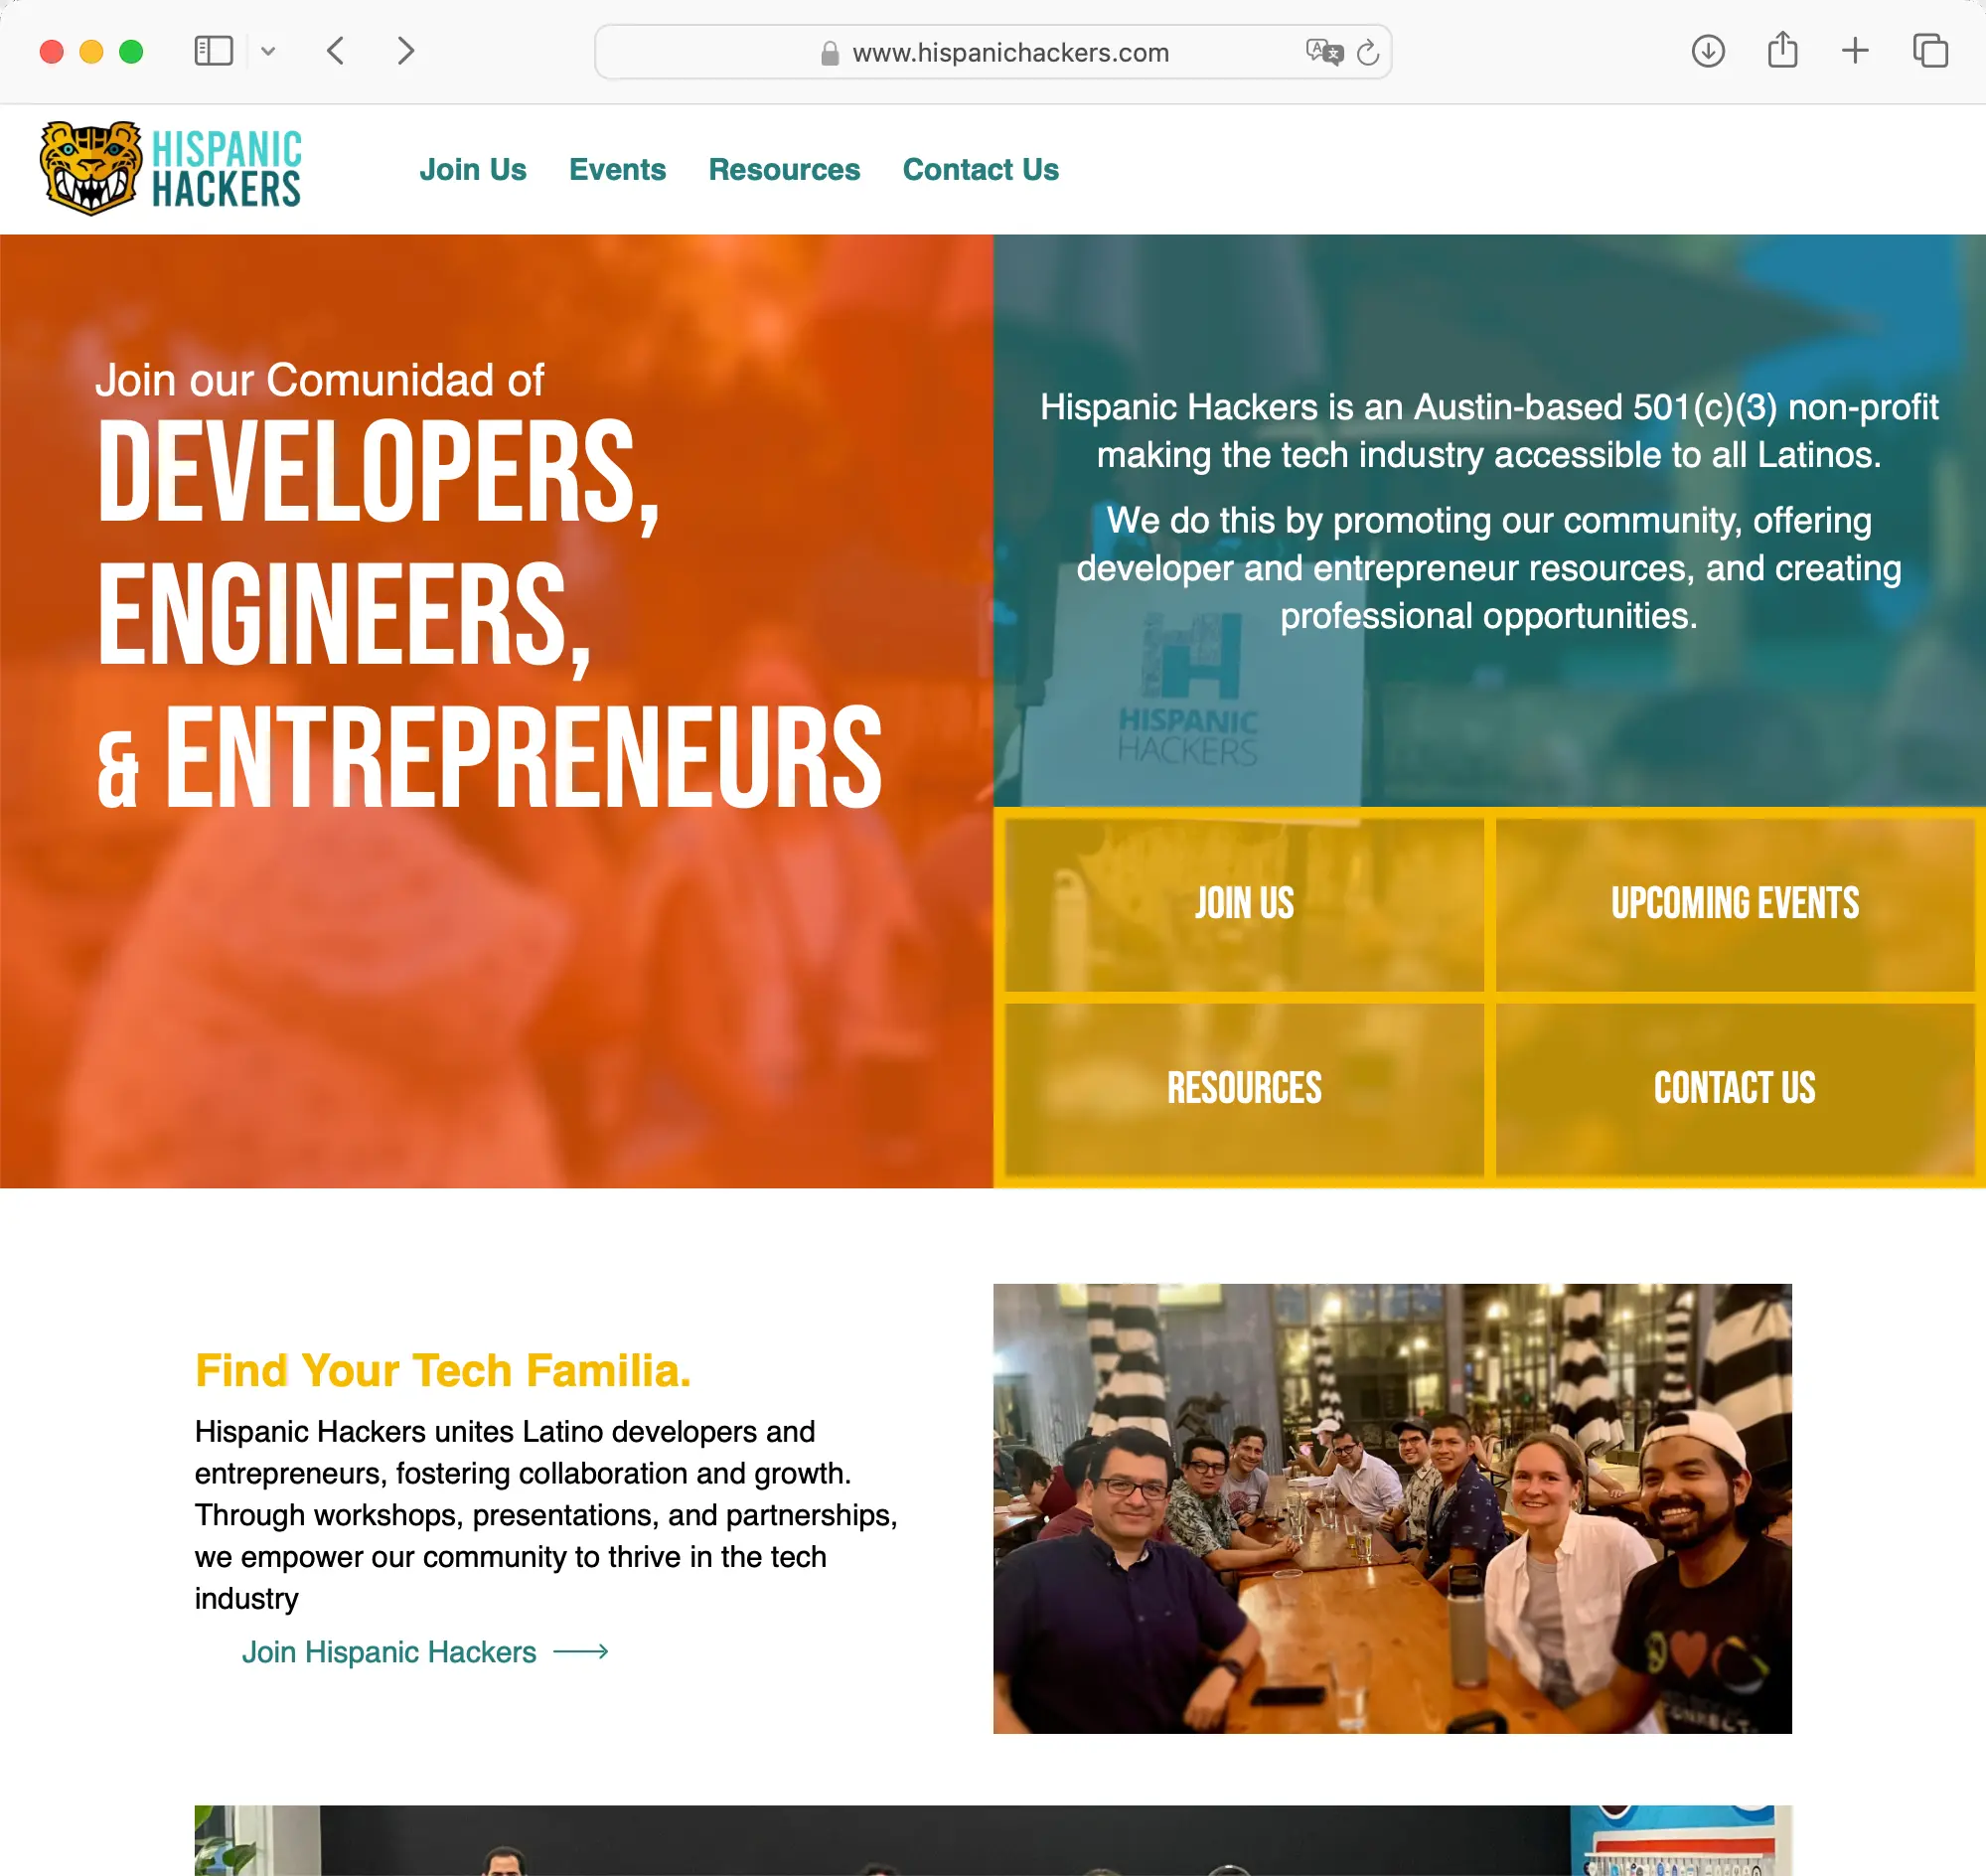 www.hispanichackers.com
HISPANIC
HACKERS
Join Us Events Resources Contact Us
Join our Comunidad of
DEVELOPERS,
ENGINEERS,
& ENTREPRENEURS
Hispanic Hackers is an Austin-based 501(c)(3) non-profit
making the tech industry accessible to all Latinos.
We do this by promoting our community, offering
developer and entrepreneur resources, and creating
professional opportunities.
H
HISPANIC
HACKERS
JOIN US
UPCOMING EVENTS
RESOURCES
CONTACT US
Find Your Tech Familia.
Hispanic Hackers unites Latino developers and
entrepreneurs, fostering collaboration and growth.
Through workshops, presentations, and partnerships,
we empower our community to thrive in the tech
industry
Join Hispanic Hackers